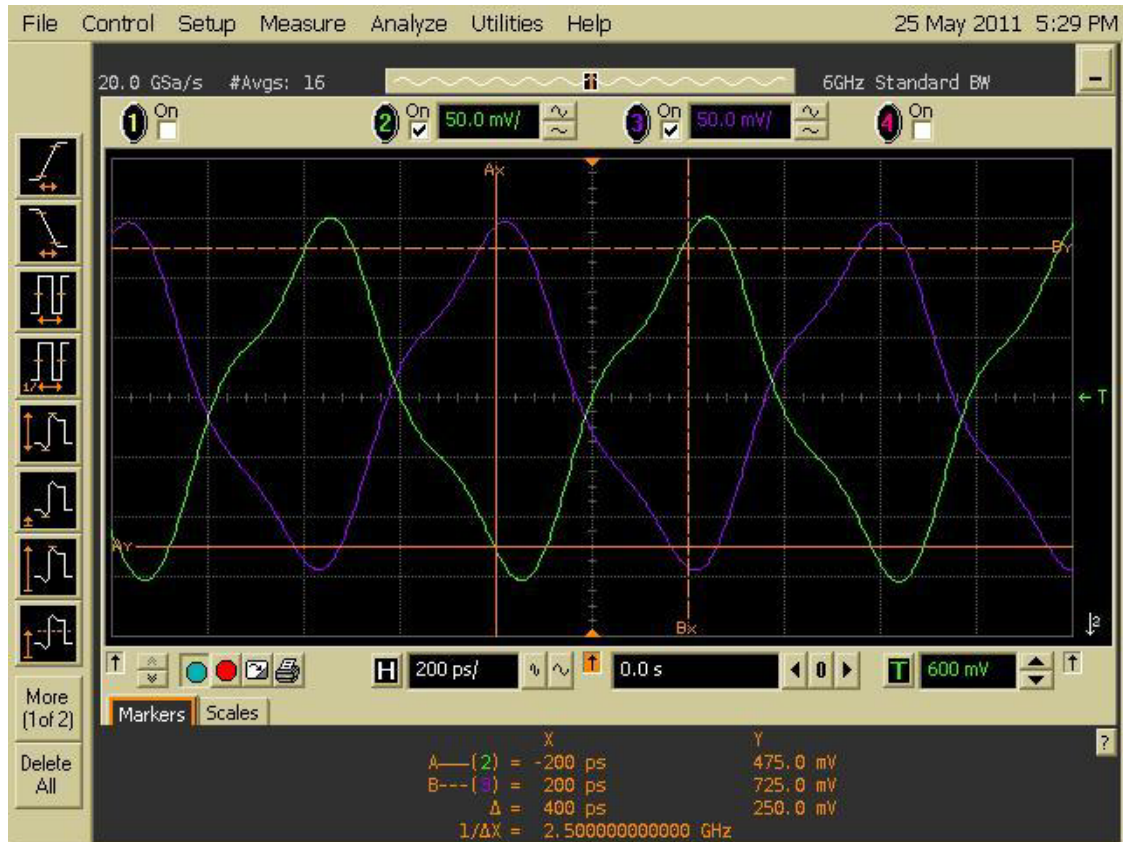 File Control Setup Measure Analyze Utilities Help 25 May 2011 5:29 PM
20.0 GSa/s #Avgs: 16 6GHz Standard BW
1 On 2 On 50.0 mV/ 3 On 50.0 mV/ 4 On
Ax
By
Ay
T
Bx
2
H 200 ps/ 0.0 s 0 T 600 mV
More
(1of 2)
Delete
All
1/
Markers Scales
?
X Y
A—(2) = -200 ps 475.0 mV
B---(3) = 200 ps 725.0 mV
Δ = 400 ps 250.0 mV
1/ΔX = 2.500000000000 GHz